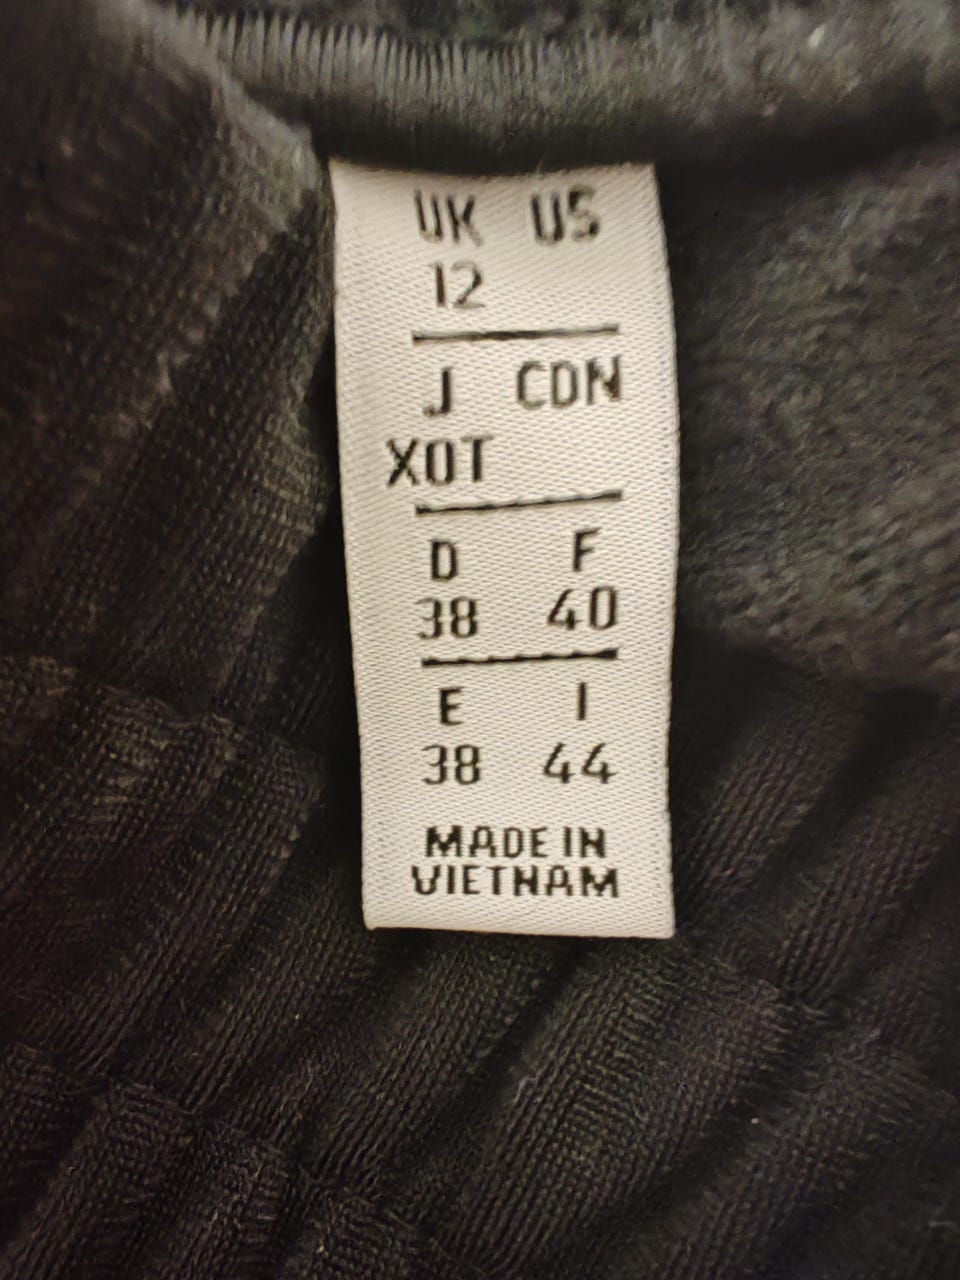 UK US
12
J CDN
XOT
D F
38 40
E I
38 44
MADE IN
VIETNAM